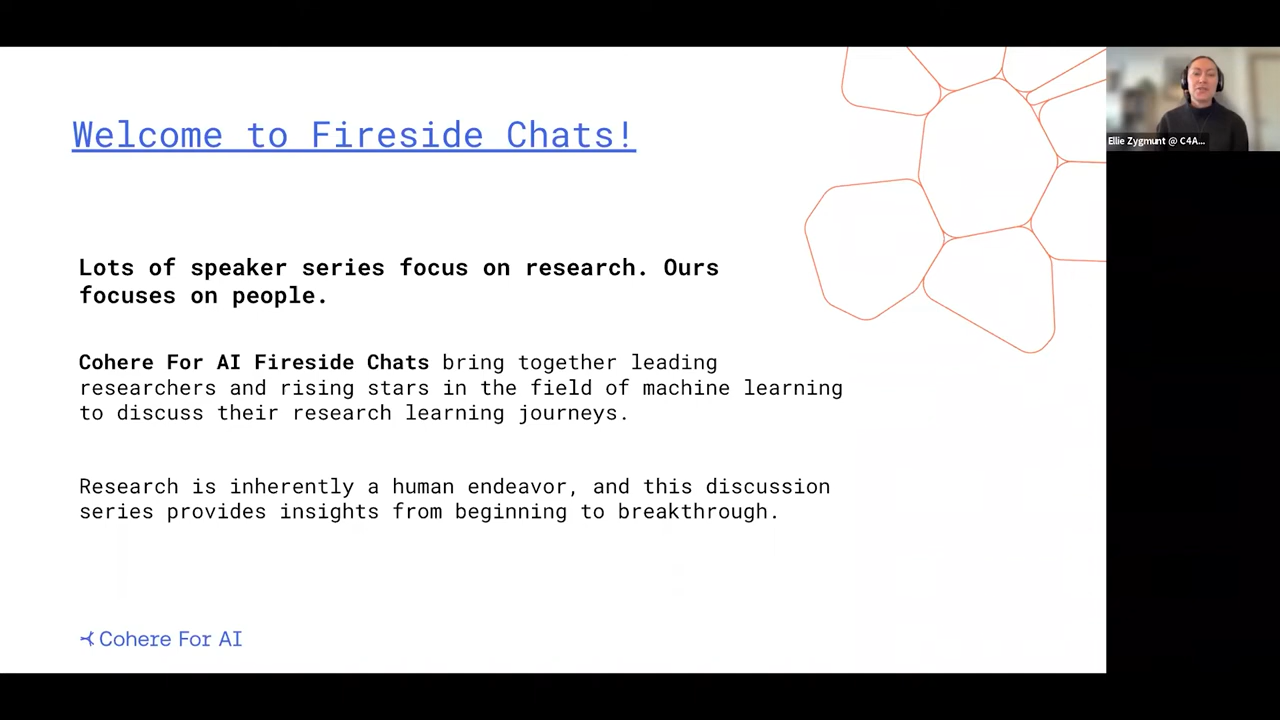 Welcome to Fireside Chats!
Lots of speaker series focus on research. Ours
focuses on people.
Cohere For AI Fireside Chats bring together leading
researchers and rising stars in the field of machine learning
to discuss their research learning journeys.
Research is inherently a human endeavor, and this discussion
series provides insights from beginning to breakthrough.
Cohere For AI
Ellie Zygmunt @ C4A...